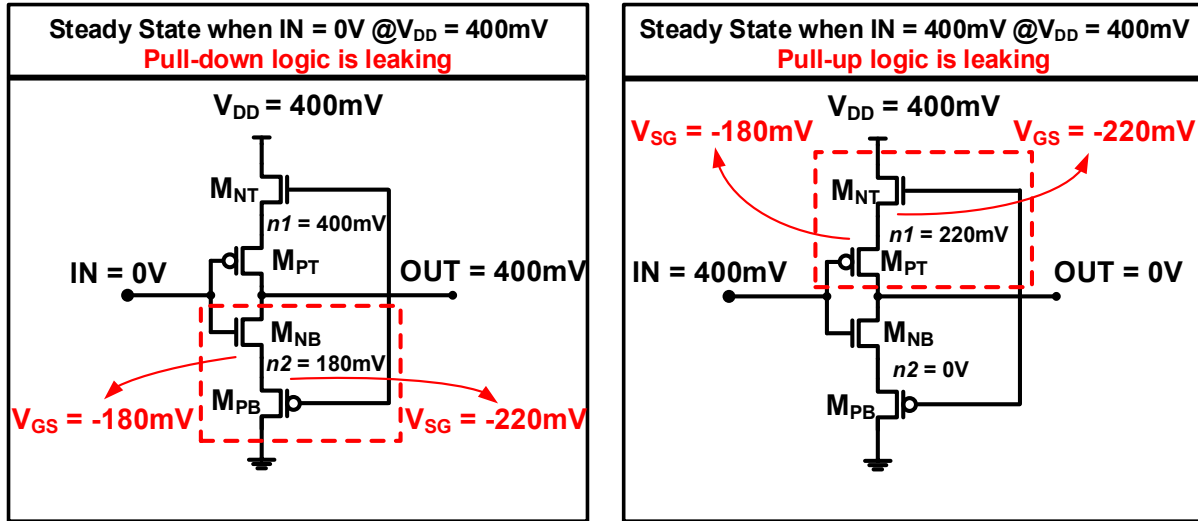 Steady State when IN = 0V @VDD = 400mV
Pull-down logic is leaking
VDD = 400mV
MNT
n1 = 400mV
MPT
IN = 0V
OUT = 400mV
MNB
n2 = 180mV
MPB
VGS = -180mV
VSG = -220mV
Steady State when IN = 400mV @VDD = 400mV
Pull-up logic is leaking
VDD = 400mV
VSG = -180mV
VGS = -220mV
MNT
n1 = 220mV
MPT
IN = 400mV
OUT = 0V
MNB
n2 = 0V
MPB